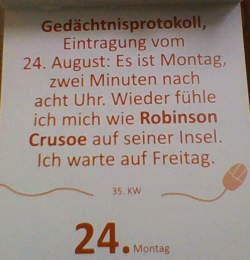 Gedächtnisprotokoll,
Eintragung vom
24. August: Es ist Montag,
zwei Minuten nach
acht Uhr. Wieder fühle
ich mich wie Robinson
Crusoe auf seiner Insel.
Ich warte auf Freitag.
35. KW
24. Montag